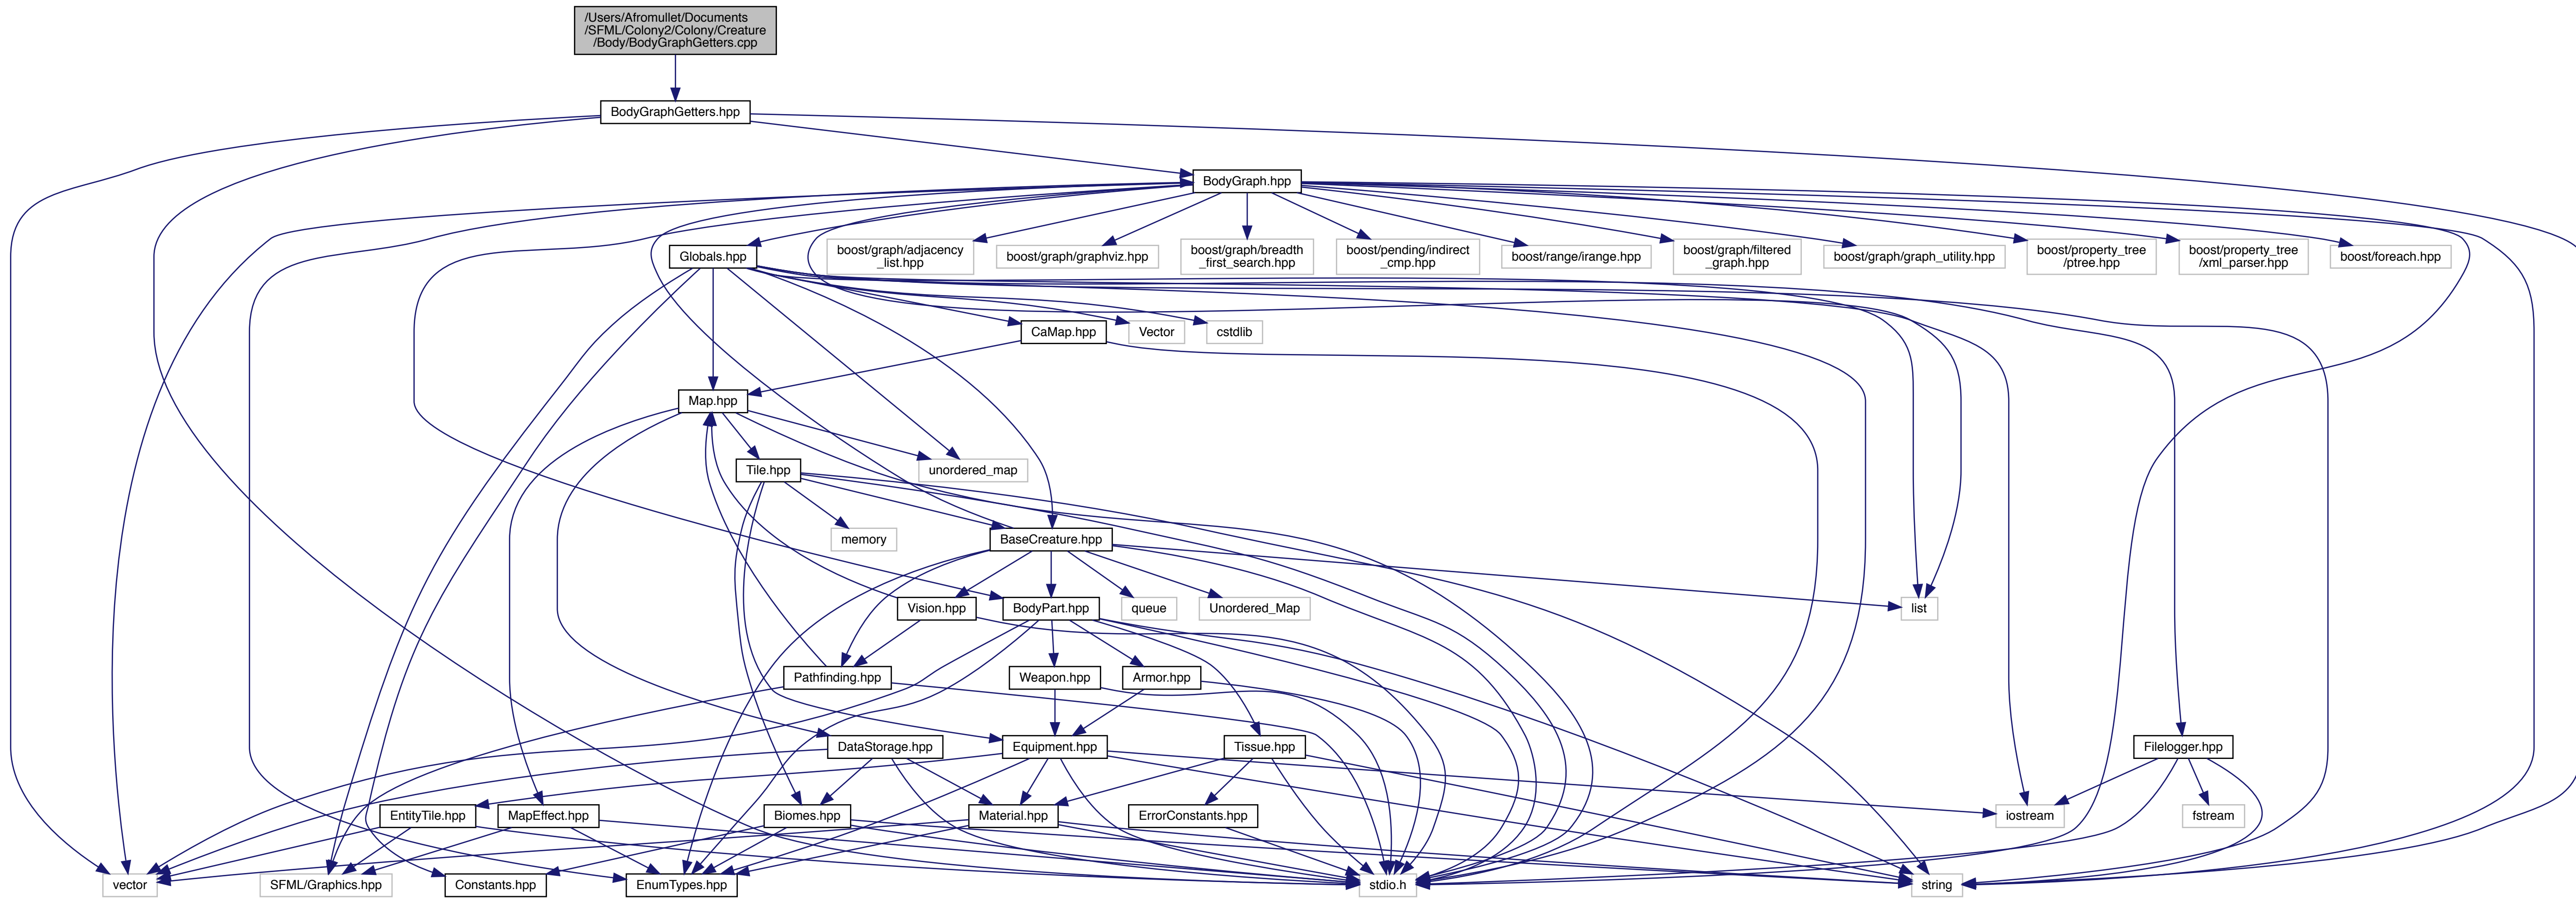 /Users/Afromullet/Documents
/SFML/Colony2/Colony/Creature
/Body/BodyGraphGetters.cpp
BodyGraphGetters.hpp
BodyGraph.hpp
Globals.hpp
boost/graph/adjacency
_list.hpp
boost/graph/graphviz.hpp
boost/graph/breadth
_first_search.hpp
boost/pending/indirect
_cmp.hpp
boost/range/irange.hpp
boost/graph/filtered
_graph.hpp
boost/graph/graph_utility.hpp
boost/property_tree
/ptree.hpp
boost/property_tree
/xml_parser.hpp
boost/foreach.hpp
CaMap.hpp
Vector
cstdlib
Map.hpp
Tile.hpp
unordered_map
memory
BaseCreature.hpp
Vision.hpp
BodyPart.hpp
queue
Unordered_Map
list
Pathfinding.hpp
Weapon.hpp
Armor.hpp
DataStorage.hpp
Equipment.hpp
Tissue.hpp
Filelogger.hpp
EntityTile.hpp
MapEffect.hpp
Biomes.hpp
Material.hpp
ErrorConstants.hpp
iostream
fstream
vector
SFML/Graphics.hpp
Constants.hpp
EnumTypes.hpp
stdio.h
string